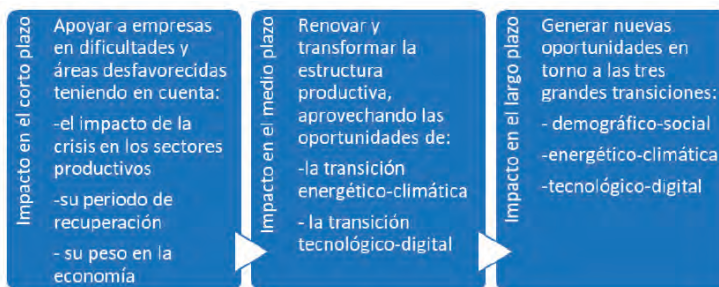 Impacto en el corto plazo
Apoyar a empresas
en dificultades y
áreas desfavorecidas
teniendo en cuenta:
-el impacto de la
crisis en los sectores
productivos
-su periodo de
recuperación
- su peso en la
economía
Impacto en el medio plazo
Renovar y
transformar la
estructura
productiva,
aprovechando las
oportunidades de:
-la transición
energético-climática
- la transición
tecnológico-digital
Impacto en el largo plazo
Generar nuevas
oportunidades en
torno a las tres
grandes transiciones:
- demográfico-social
-energético-climática
-tecnológico-digital